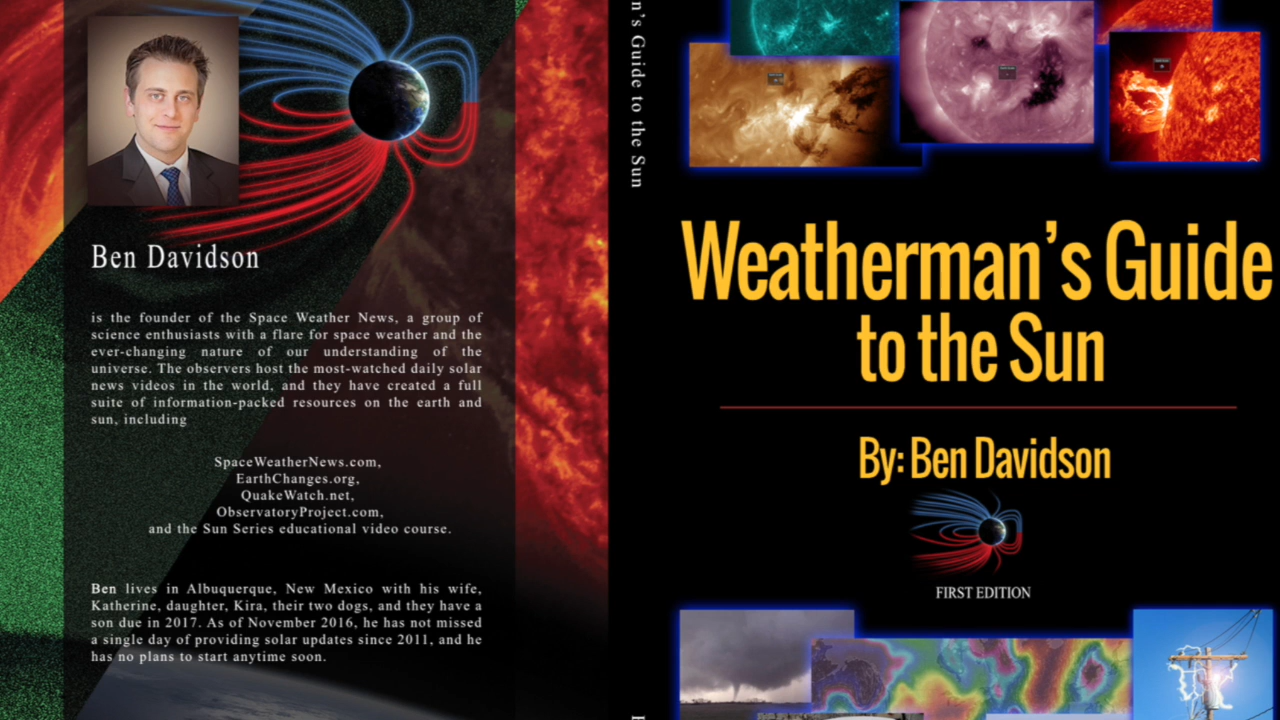 Ben Davidson
is the founder of the Space Weather News, a group of
science enthusiasts with a flare for space weather and the
ever-changing nature of our understanding of the
universe. The observers host the most-watched daily solar
news videos in the world, and they have created a full
suite of information-packed resources on the earth and
sun, including
SpaceWeatherNews.com,
EarthChanges.org,
QuakeWatch.net,
ObservatoryProject.com,
and the Sun Series educational video course.
Ben lives in Albuquerque, New Mexico with his wife,
Katherine, daughter, Kira, their two dogs, and they have a
son due in 2017. As of November 2016, he has not missed
a single day of providing solar updates since 2011, and he
has no plans to start anytime soon.
n's Guide to the Sun
Weatherman's Guide
to the Sun
By: Ben Davidson
FIRST EDITION